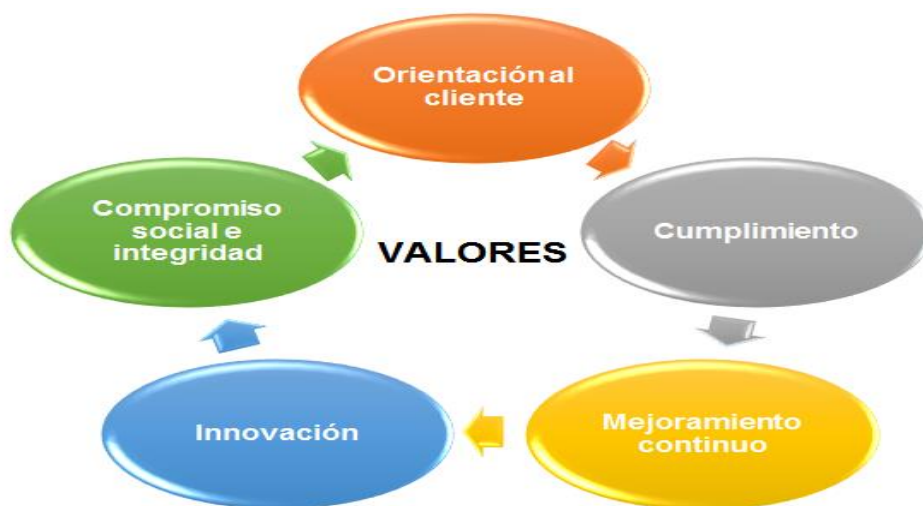 Orientación al
cliente
Compromiso
social e
integridad
VALORES
Cumplimiento
Innovación
Mejoramiento
continuo